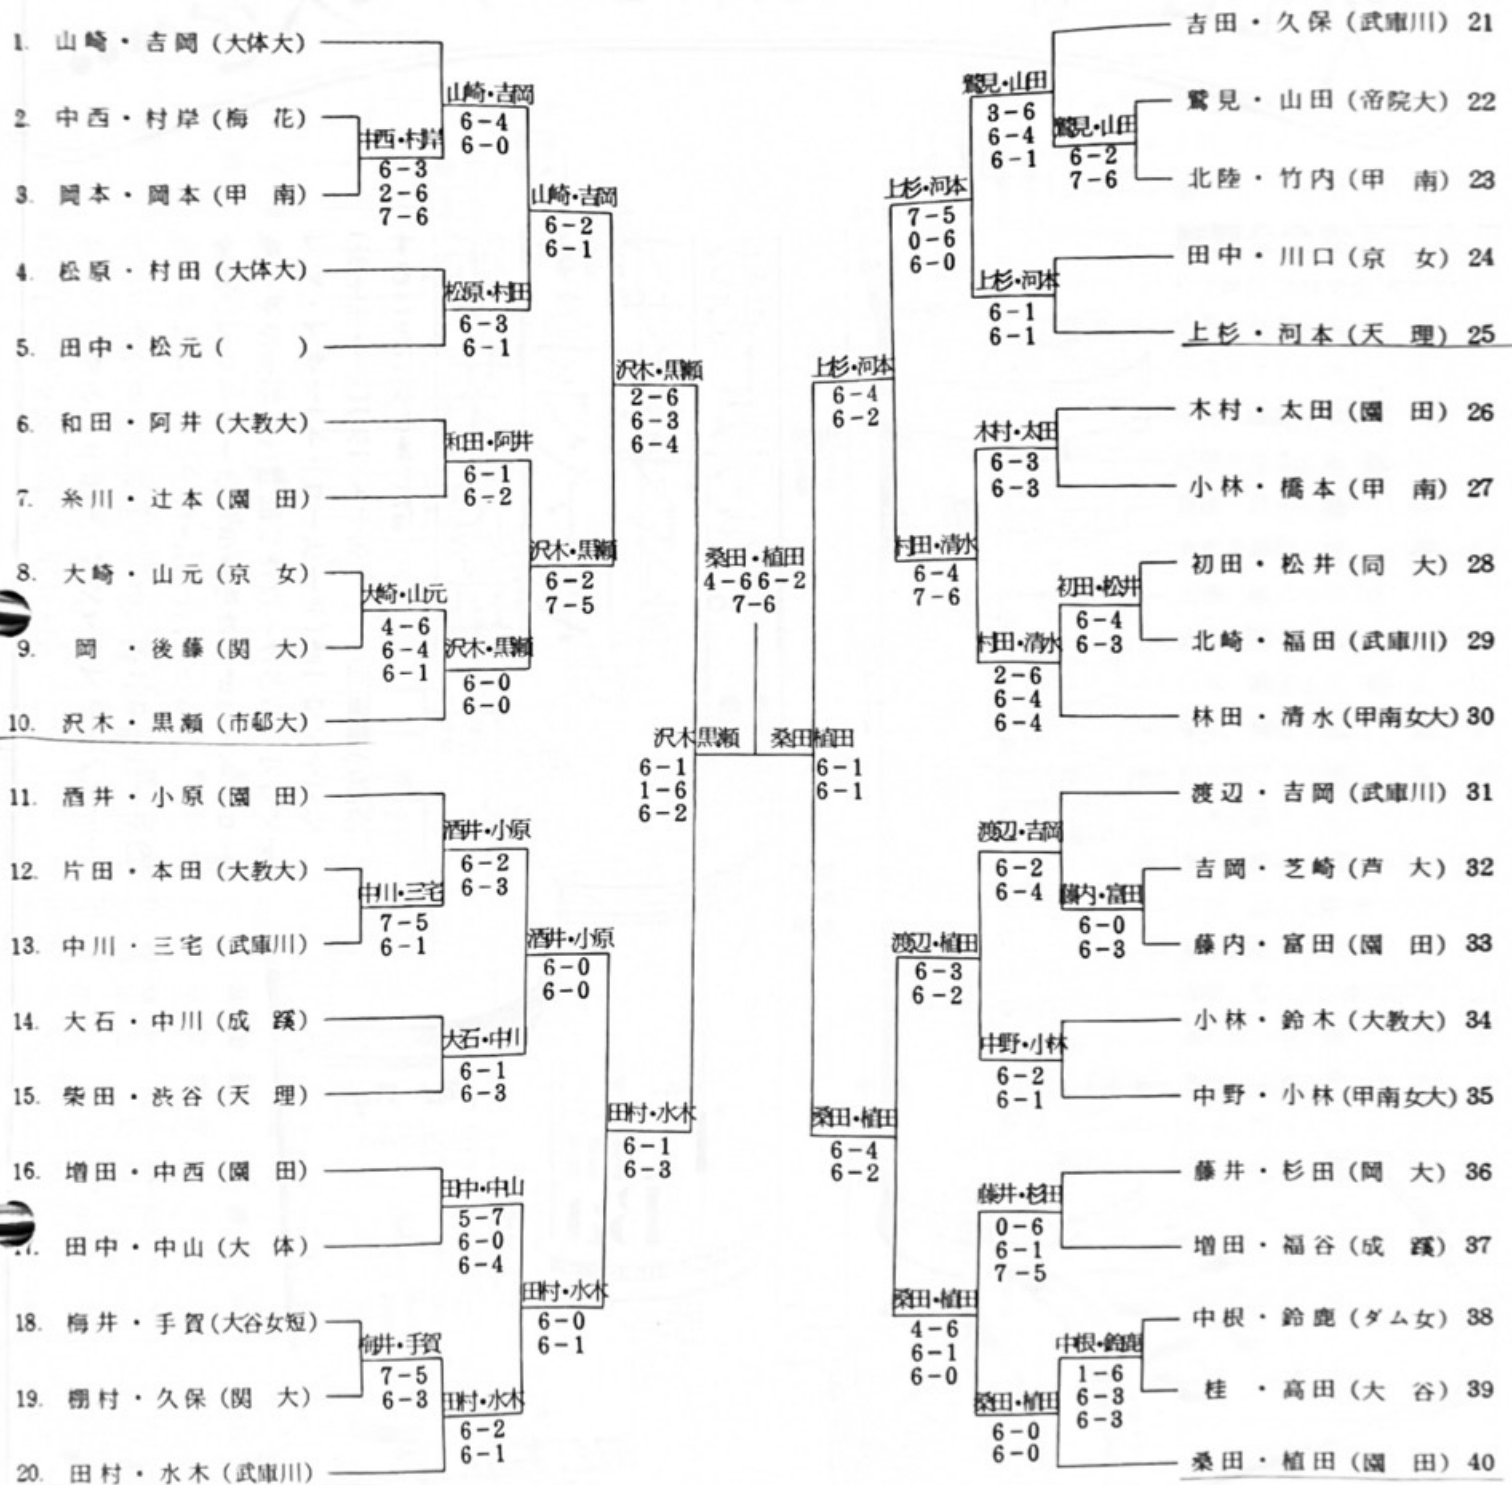 1. 山崎・吉岡(大体大)
2. 中西・村岸(梅 花)
3. 岡本・岡本(甲 南)
4. 松原・村田(大体大)
5. 田中・松元( )
6. 和田・阿井(大教大)
7. 糸川・辻本(園 田)
8. 大崎・山元(京 女)
9. 岡 ・後藤(関 大)
10. 沢木・黒瀬(市邨大)
11. 酒井・小原(園 田)
12. 片田・本田(大教大)
13. 中川・三宅(武庫川)
14. 大石・中川(成 蹊)
15. 柴田・渋谷(天 理)
16. 増田・中西(園 田)
田中・中山(大 体)
18. 梅井・手賀(大谷女短)
19. 棚村・久保(関 大)
20. 田村・水木(武庫川)
中西・村岸
6-3
2-6
7-6
大崎・山元
4-6
6-4
6-1
中川・三宅
7-5
6-1
梅井・手賀
7-5
6-3
山崎・吉岡
6-4
6-0
松原・村田
6-3
6-1
和田・阿井
6-1
6-2
沢木・黒瀬
6-0
6-0
酒井・小原
6-2
6-3
大石・中川
6-1
6-3
田中・中山
5-7
6-0
6-4
田村・水木
6-2
6-1
山崎・吉岡
6-2
6-1
沢木・黒瀬
6-2
7-5
酒井・小原
6-0
6-0
田村・水木
6-0
6-1
沢木・黒瀬
2-6
6-3
6-4
田村・水木
6-1
6-3
沢木黒瀬
6-1
1-6
6-2
桑田・植田
4-6 6-2
7-6
桑田植田
6-1
6-1
上杉・河本
6-4
6-2
桑田・植田
6-4
6-2
上杉・河本
7-5
0-6
6-0
村田・清水
6-4
7-6
渡辺・植田
6-3
6-2
桑田・植田
4-6
6-1
6-0
鷲見・山田
3-6
6-4
6-1
上杉・河本
6-1
6-1
木村・太田
6-3
6-3
村田・清水
2-6
6-4
6-4
渡辺・吉岡
6-2
6-4
中野・小林
6-2
6-1
藤井・杉田
0-6
6-1
7-5
桑田・植田
6-0
6-0
鷲見・山田
6-2
7-6
初田・松井
6-4
6-3
藤内・富田
6-0
6-3
中根・鈴鹿
1-6
6-3
6-3
吉田・久保(武庫川) 21
鷲見・山田(帝院大) 22
北陸・竹内(甲 南) 23
田中・川口(京 女) 24
上杉・河本(天 理) 25
木村・太田(園 田) 26
小林・橋本(甲 南) 27
初田・松井(同 大) 28
北崎・福田(武庫川) 29
林田・清水(甲南女大) 30
渡辺・吉岡(武庫川) 31
吉岡・芝崎(芦 大) 32
藤内・富田(園 田) 33
小林・鈴木(大教大) 34
中野・小林(甲南女大) 35
藤井・杉田(岡 大) 36
増田・福谷(成 蹊) 37
中根・鈴鹿(ダム女) 38
桂 ・高田(大 谷) 39
桑田・植田(園 田) 40